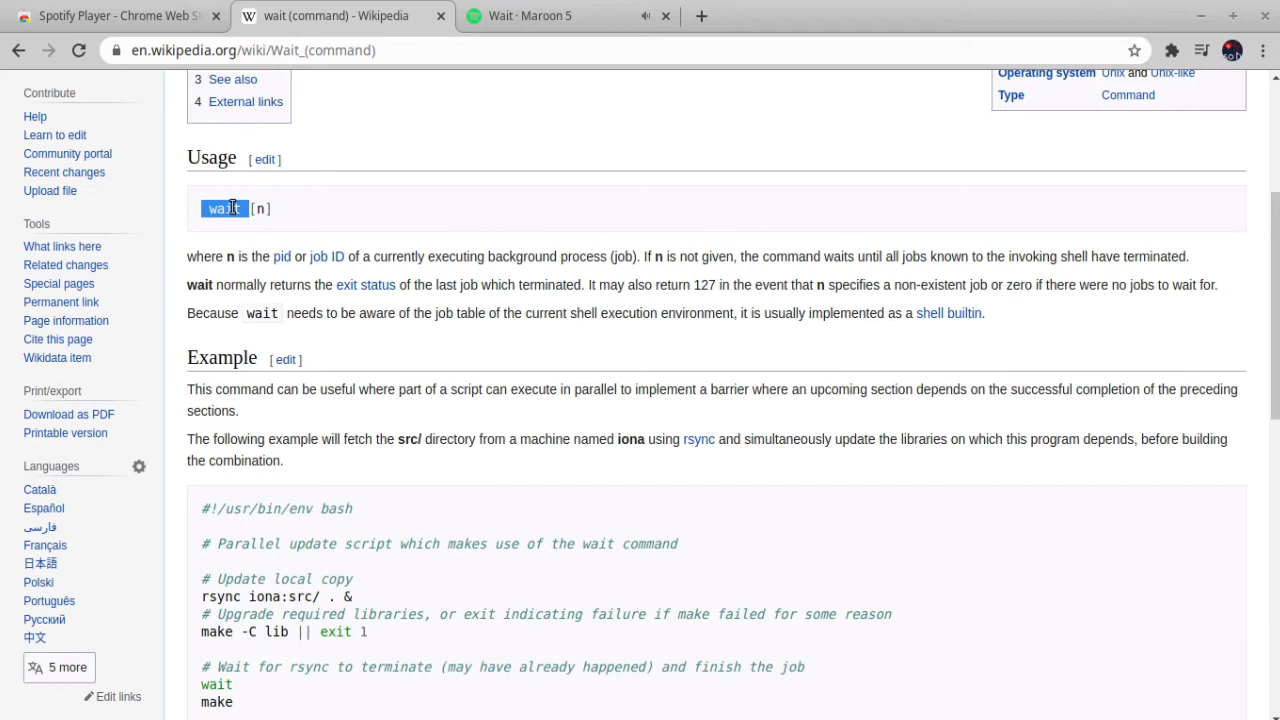 Spotify Player - Chrome Web St
wait (command) - Wikipedia
Wait · Maroon 5
en.wikipedia.org/wiki/Wait_(command)
Contribute
Help
Learn to edit
Community portal
Recent changes
Upload file
Tools
What links here
Related changes
Special pages
Permanent link
Page information
Cite this page
Wikidata item
Print/export
Download as PDF
Printable version
Languages
Català
Español
فارسی
Français
日本語
Polski
Português
Русский
中文
5 more
Edit links
3 See also
4 External links
Operating system Unix and Unix-like
Type Command
Usage [ edit ]
wait [n]
where n is the pid or job ID of a currently executing background process (job). If n is not given, the command waits until all jobs known to the invoking shell have terminated.
wait normally returns the exit status of the last job which terminated. It may also return 127 in the event that n specifies a non-existent job or zero if there were no jobs to wait for.
Because wait needs to be aware of the job table of the current shell execution environment, it is usually implemented as a shell builtin.
Example [ edit ]
This command can be useful where part of a script can execute in parallel to implement a barrier where an upcoming section depends on the successful completion of the preceding
sections.
The following example will fetch the src/ directory from a machine named iona using rsync and simultaneously update the libraries on which this program depends, before building
the combination.
#!/usr/bin/env bash
# Parallel update script which makes use of the wait command
# Update local copy
rsync iona:src/ . &
# Upgrade required libraries, or exit indicating failure if make failed for some reason
make -C lib || exit 1
# Wait for rsync to terminate (may have already happened) and finish the job
wait
make